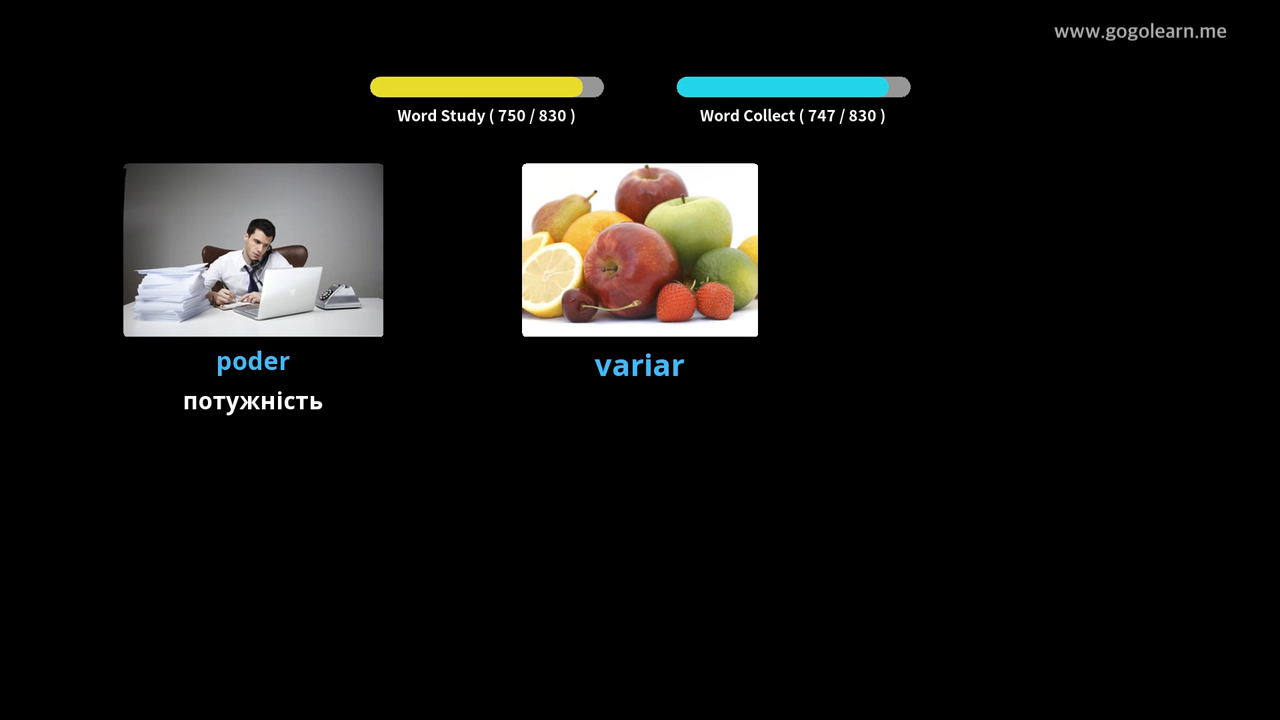 www.gogolearn.me
Word Study ( 750 / 830 )
Word Collect ( 747 / 830 )
poder
потужність
variar